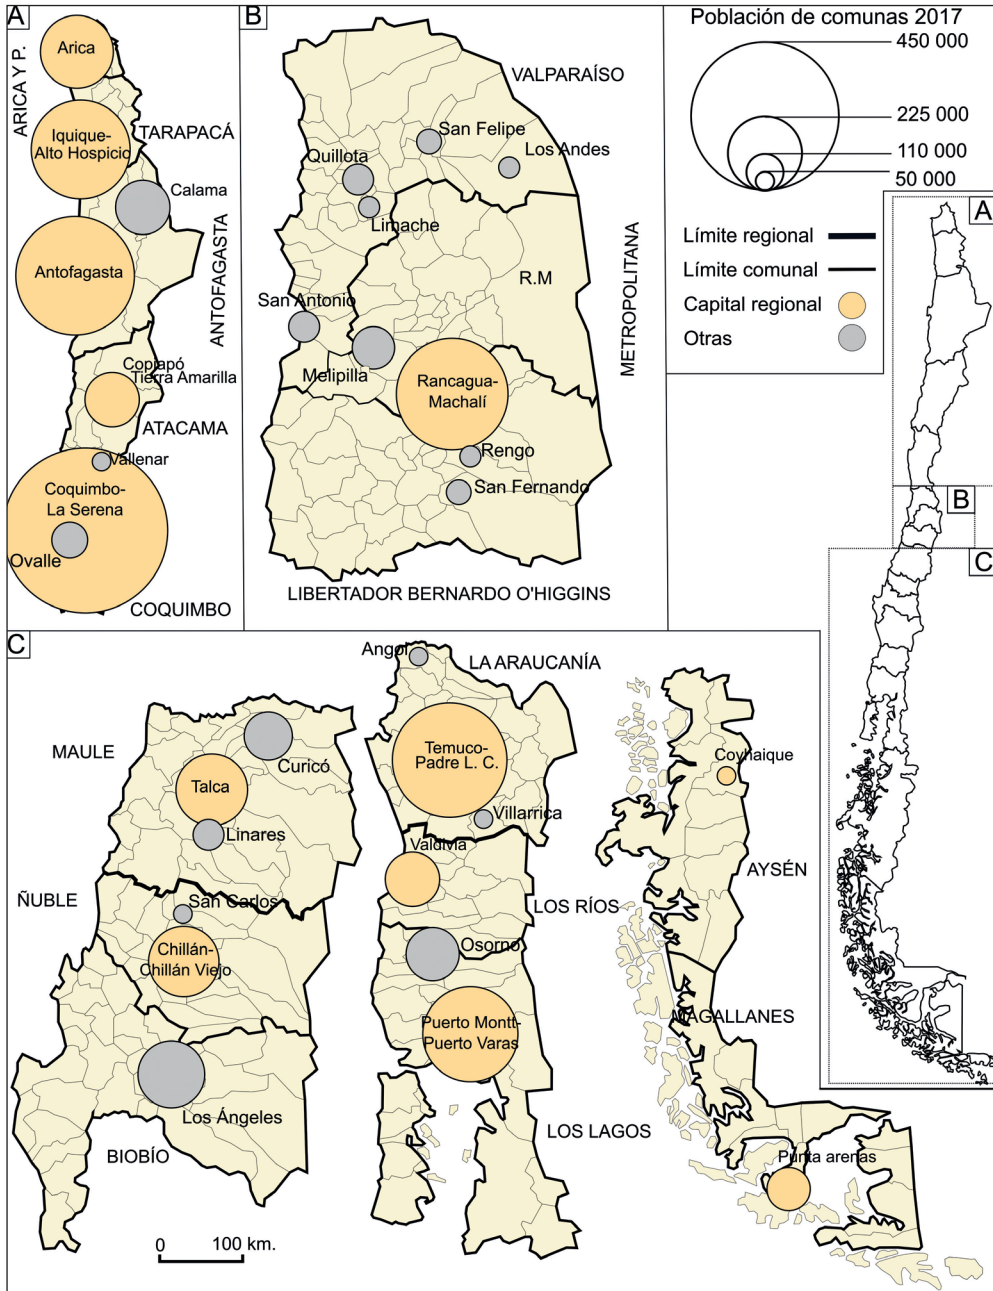 A
ARICA Y P.
Arica
Iquique-
Alto Hospicio
TARAPACÁ
Calama
Antofagasta
ANTOFAGASTA
Copiapó
Tierra Amarilla
ATACAMA
Vallenar
Coquimbo-
La Serena
Ovalle
COQUIMBO
B
VALPARAÍSO
San Felipe
Los Andes
Quillota
Limache
METROPOLITANA
R.M
San Antonio
Melipilla
Rancagua-
Machalí
Rengo
San Fernando
LIBERTADOR BERNARDO O'HIGGINS
Población de comunas 2017
450 000
225 000
110 000
50 000
Límite regional
Límite comunal
Capital regional
Otras
A
B
C
C
MAULE
Curicó
Talca
Linares
ÑUBLE
San Carlos
Chillán-
Chillán Viejo
Los Ángeles
BIOBÍO
0 100 km.
Angol
LA ARAUCANÍA
Temuco-
Padre L. C.
Villarrica
Valdivia
LOS RÍOS
Osorno
Puerto Montt-
Puerto Varas
LOS LAGOS
Coyhaique
AYSÉN
MAGALLANES
Punta arenas